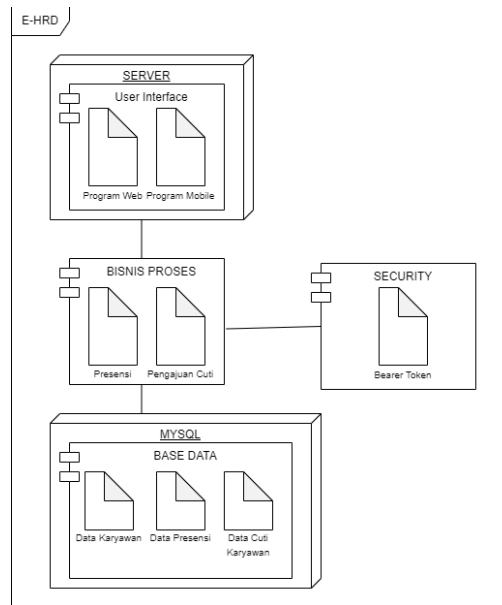 E-HRD
SERVER
User Interface
Program Web
Program Mobile
BISNIS PROSES
Presensi
Pengajuan Cuti
SECURITY
Bearer Token
MYSQL
BASE DATA
Data Karyawan
Data Presensi
Data Cuti
Karyawan